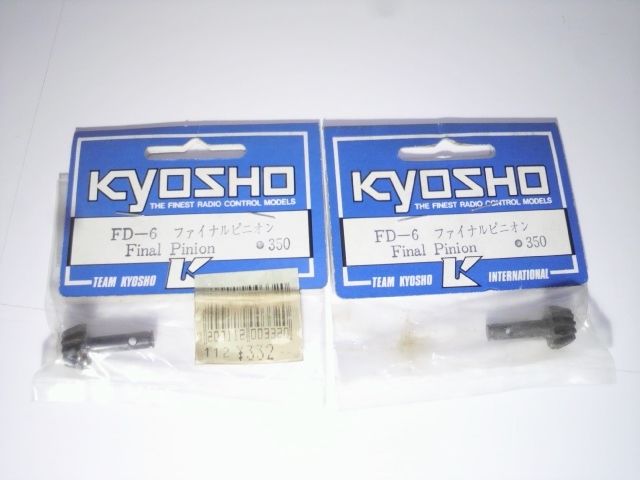 KYOSHO
THE FINEST RADIO CONTROL MODELS
FD-6 ファイナルピニオン
Final Pinion 350
TEAM KYOSHO
112 ¥332
KYOSHO
THE FINEST RADIO CONTROL MODELS
FD-6 ファイナルピニオン
Final Pinion 350
TEAM KYOSHO K INTERNATIONAL